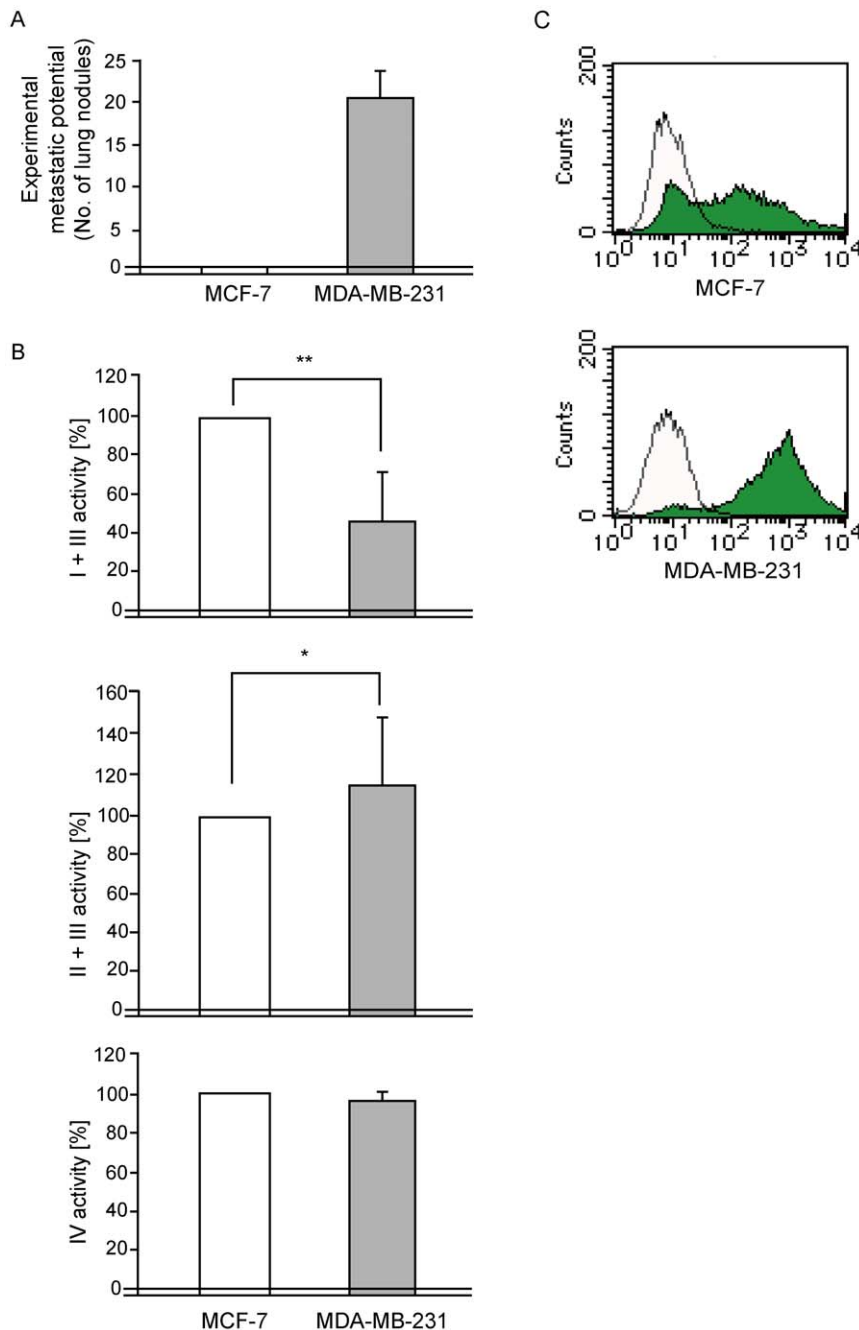 A
Experimental
metastatic potential
(No. of lung nodules)
25
20
15
10
5
0
MCF-7 MDA-MB-231
B
I + III activity [%]
120
100
80
60
40
20
0
**
II + III activity [%]
160
140
120
100
80
60
40
20
0
*
IV activity [%]
120
100
80
60
40
20
0
MCF-7 MDA-MB-231
C
Counts
200
0
10^0 10^1 10^2 10^3 10^4
MCF-7
Counts
200
0
10^0 10^1 10^2 10^3 10^4
MDA-MB-231